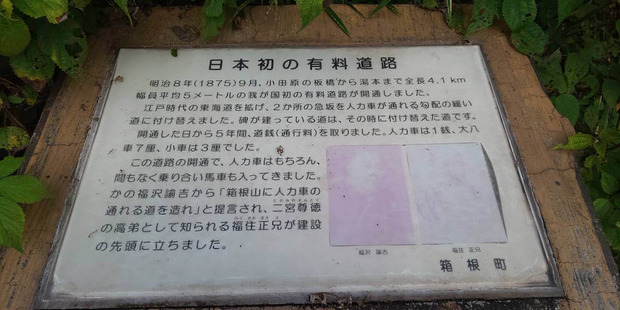 日本初の有料道路
明治8年(1875)9月、小田原の板橋から湯本まで全長4.1km
幅員平均5メートルの我が国初の有料道路が開通しました。
江戸時代の東海道を拡げ、2か所の急坂を人力車が通れる勾配の緩い
道に付け替えました。碑が建っている道は、その時に付け替えた道です。
開通した日から5年間、道銭(通行料)を取りました。人力車は1銭、大八
車7厘、小車は3厘でした。
この道路の開通で、人力車はもちろん、
間もなく乗り合い馬車も入ってきました。
かの福沢諭吉から「箱根山に人力車の
通れる道を造れ」と提言され、二宮尊徳
の高弟として知られる福住正兄が建設
の先頭に立ちました。
福沢 諭吉
福住 正兄
箱根町